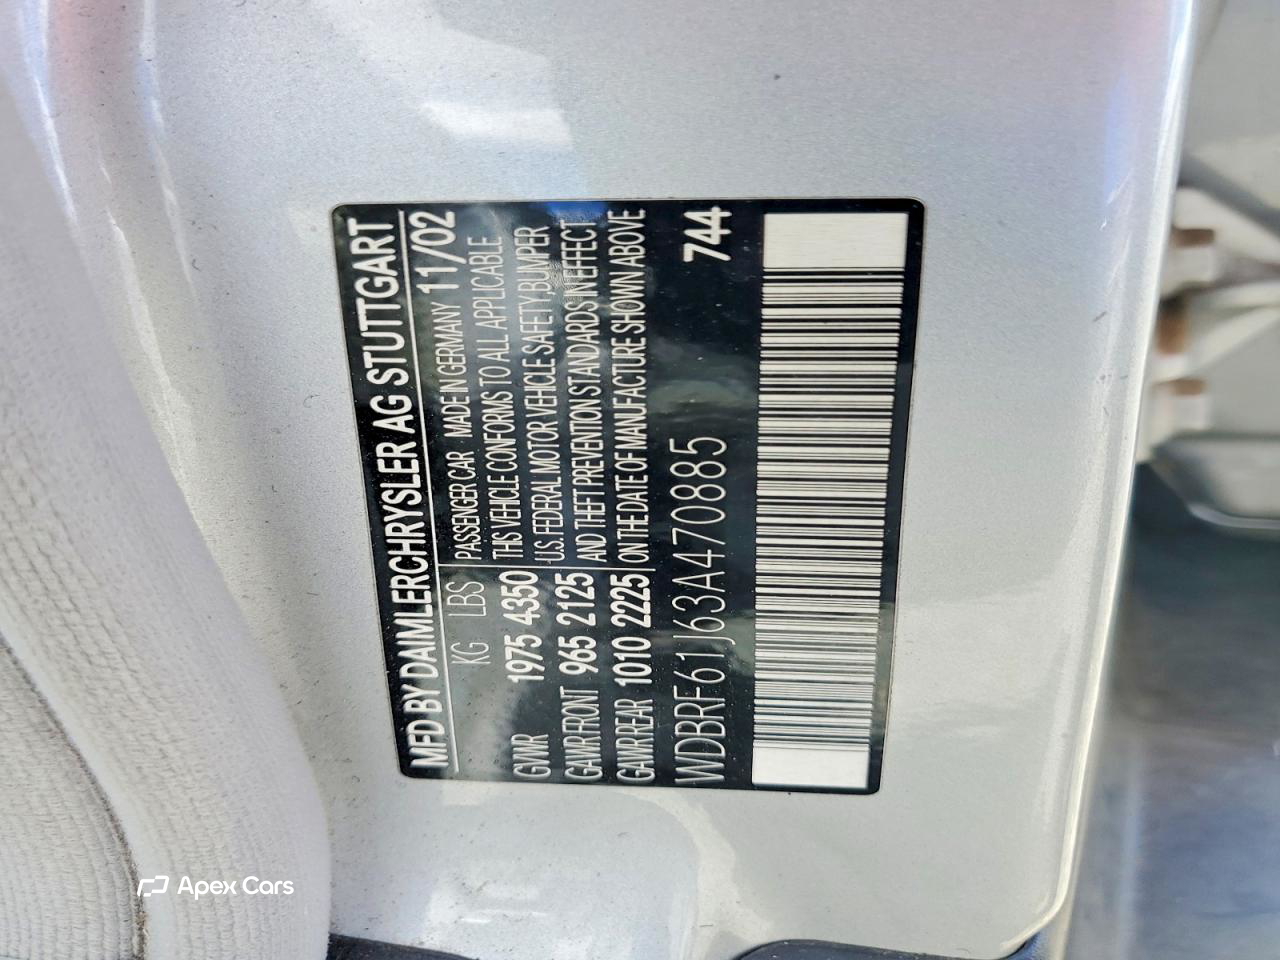 MFD BY DAIMLERCHRYSLER AG STUTTGART
KG LBS PASSENGER CAR MADE IN GERMANY 11/02
GVWR 1975 4350 THIS VEHICLE CONFORMS TO ALL APPLICABLE
GAWR FRONT 965 2125 U.S. FEDERAL MOTOR VEHICLE SAFETY,BUMPER
AND THEFT PREVENTION STANDARDS IN EFFECT
GAWR REAR 1010 2225 ON THE DATE OF MANUFACTURE SHOWN ABOVE
WDBRF61J63A470885 744
Apex Cars